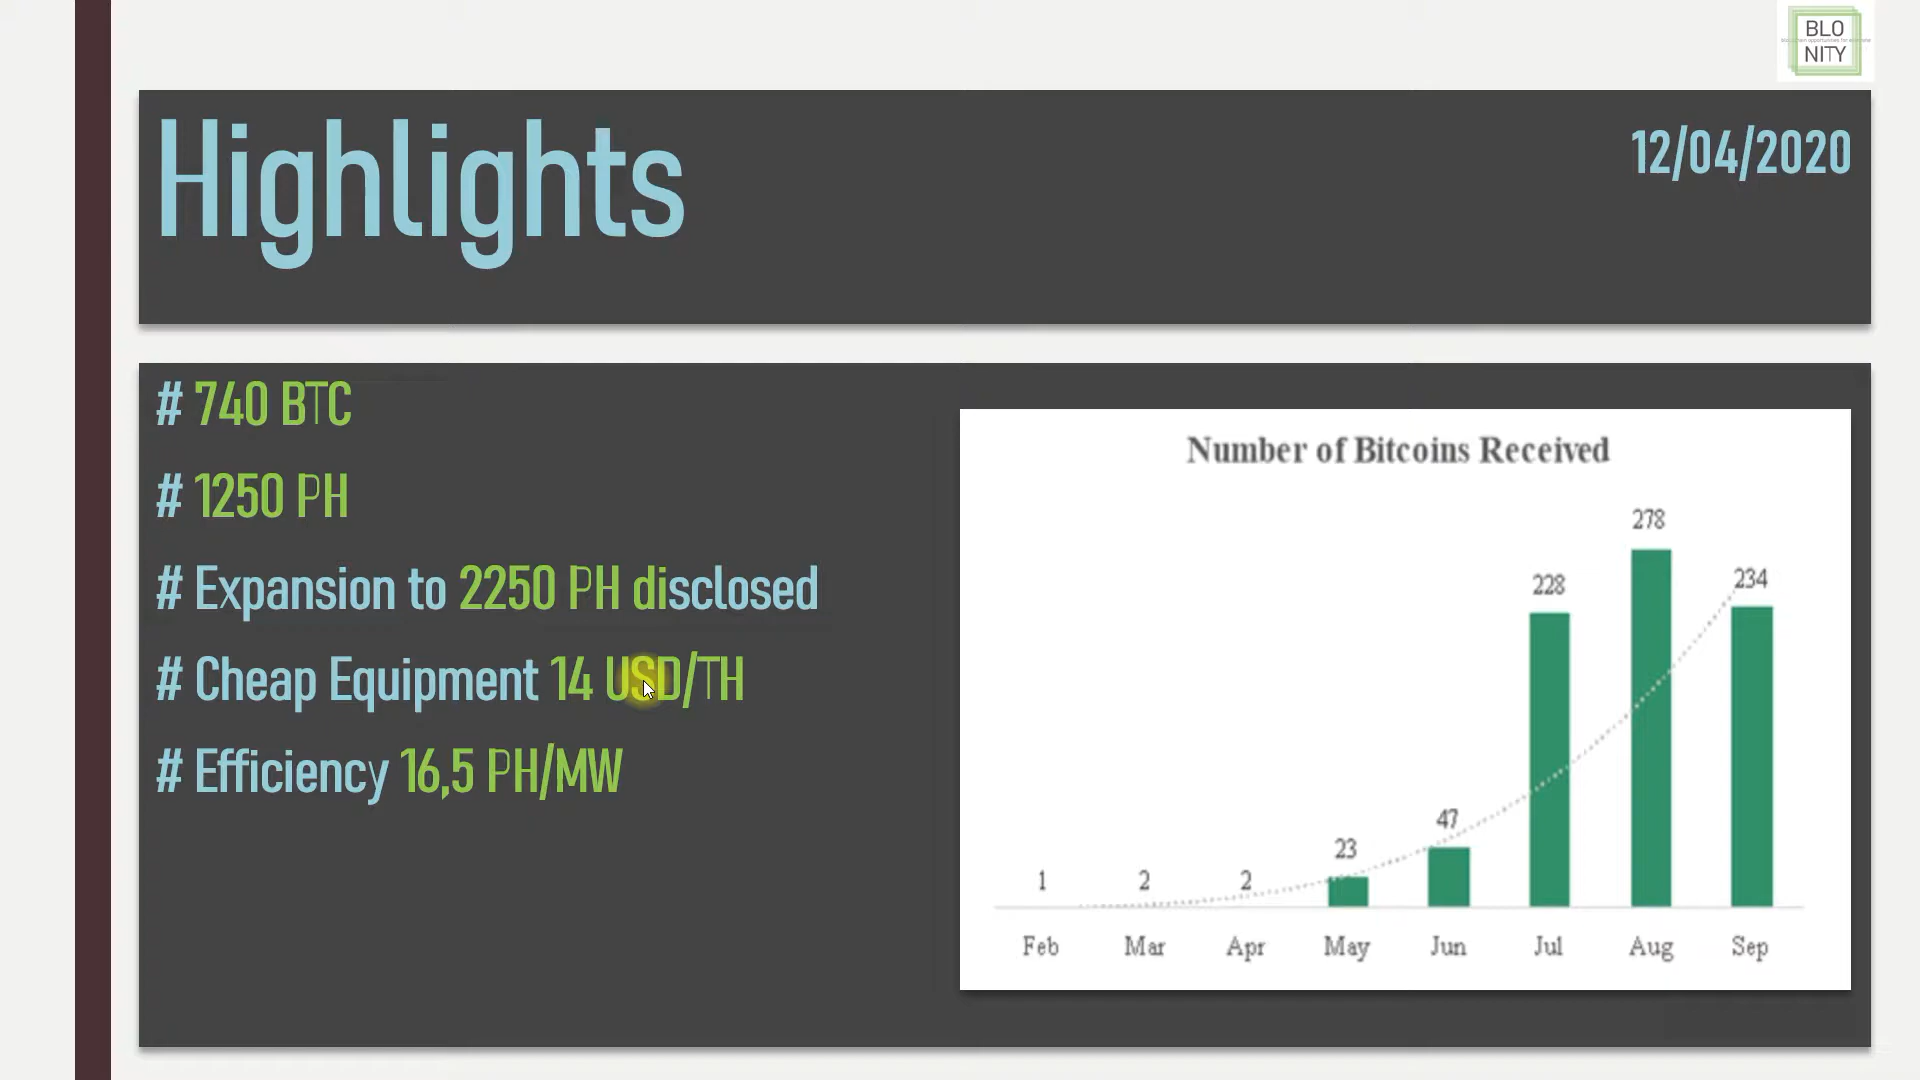 BLO
NITY
Highlights
12/04/2020
# 740 BTC
# 1250 PH
# Expansion to 2250 PH disclosed
# Cheap Equipment 14 USD/TH
# Efficiency 16,5 PH/MW
Number of Bitcoins Received
278
234
228
47
23
1 2 2
Feb Mar Apr May Jun Jul Aug Sep